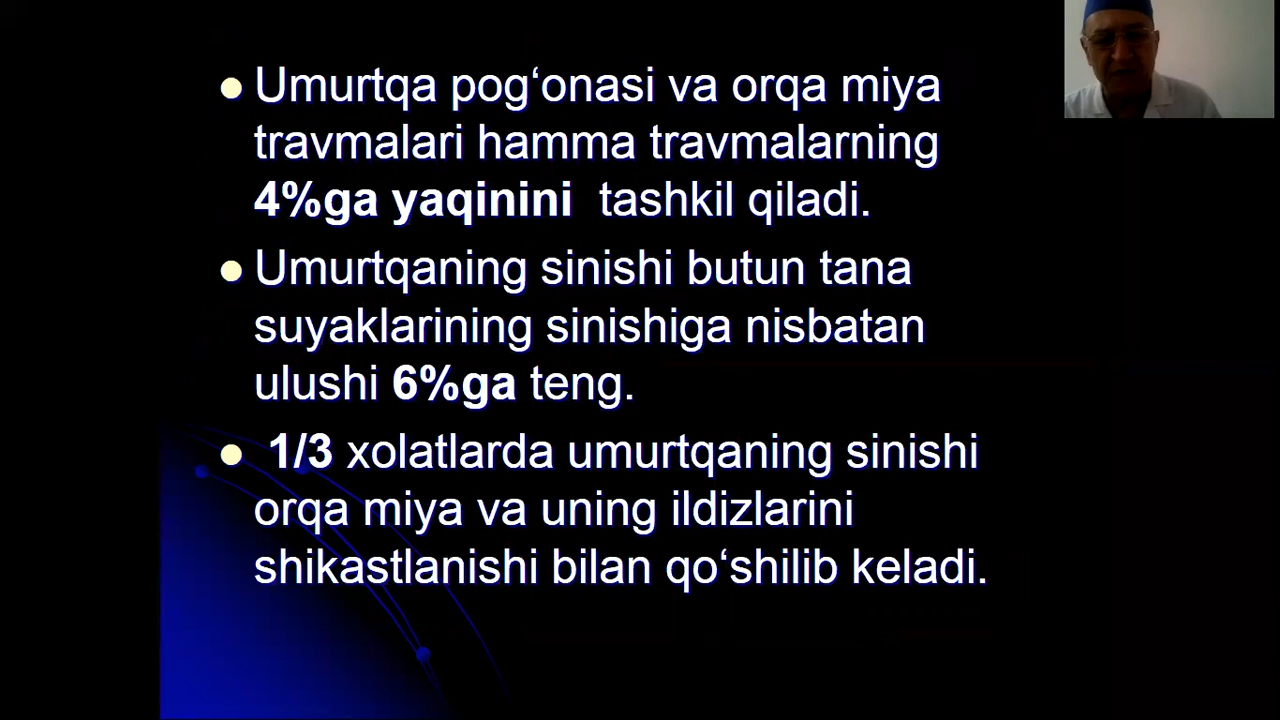 Umurtqa pog‘onasi va orqa miya
travmalari hamma travmalarning
4%ga yaqinini tashkil qiladi.
Umurtqaning sinishi butun tana
suyaklarining sinishiga nisbatan
ulushi 6%ga teng.
1/3 xolatlarda umurtqaning sinishi
orqa miya va uning ildizlarini
shikastlanishi bilan qo‘shilib keladi.